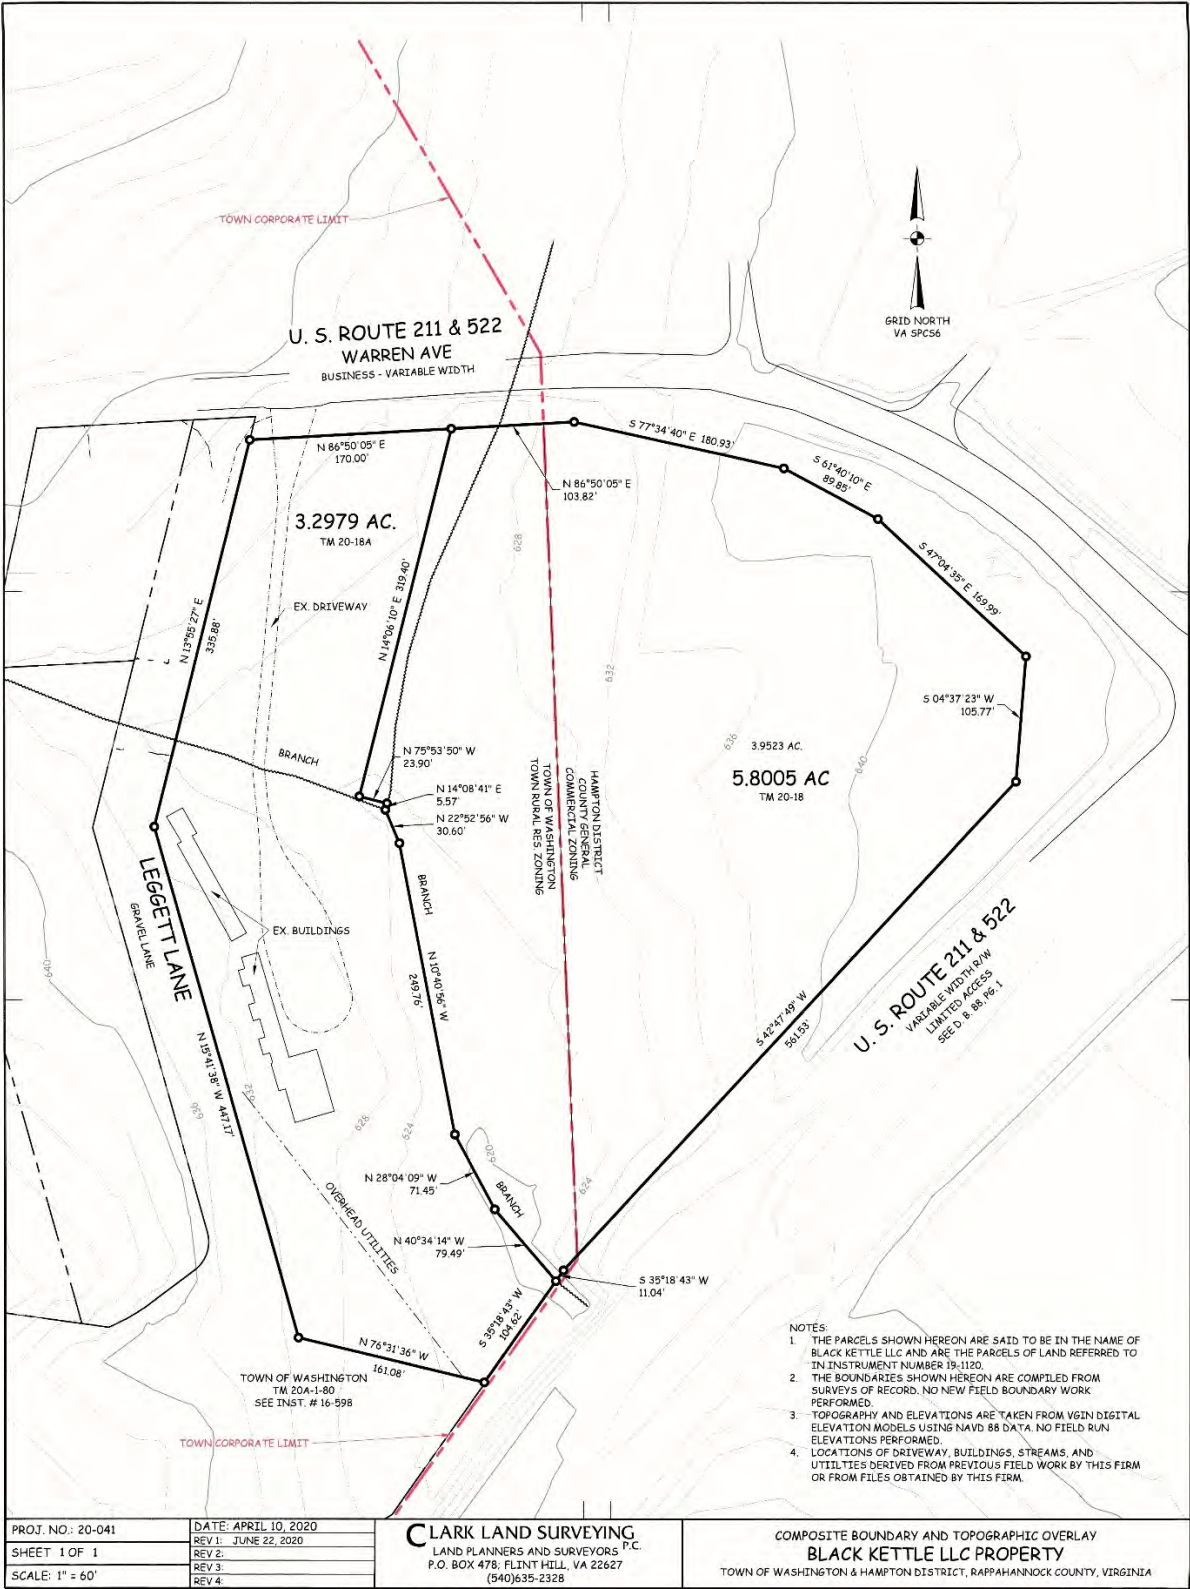 TOWN CORPORATE LIMIT
U. S. ROUTE 211 & 522
WARREN AVE
BUSINESS - VARIABLE WIDTH
GRID NORTH
VA SPCS6
N 86°50'05" E
170.00'
N 86°50'05" E
103.82'
S 77°34'40" E 180.93'
S 61°40'10" E
89.85'
S 47°04'35" E 169.99'
S 04°37'23" W
105.77'
3.2979 AC.
TM 20-18A
EX. DRIVEWAY
N 13°55'27" E
335.88'
N 14°06'10" E 319.40'
628
632
636
640
BRANCH
N 75°53'50" W
23.90'
N 14°08'41" E
5.57'
N 22°52'56" W
30.60'
3.9523 AC.
5.8005 AC
TM 20-18
HAMPTON DISTRICT
COUNTY GENERAL
COMMERCIAL ZONING
TOWN OF WASHINGTON
TOWN RURAL RES. ZONING
LEGGETT LANE
GRAVEL LANE
EX. BUILDINGS
BRANCH
N 10°40'56" W
249.76'
640
U. S. ROUTE 211 & 522
VARIABLE WIDTH R/W
LIMITED ACCESS
SEE D. B. 88, PG. 1
S 42°47'49" W
561.53'
N 15°41'38" W 447.17'
636
632
628
624
620
624
N 28°04'09" W
71.45'
BRANCH
OVERHEAD UTILITIES
N 40°34'14" W
79.49'
S 35°18'43" W
11.04'
S 35°18'43" W
104.62'
N 76°31'36" W
161.08'
TOWN OF WASHINGTON
TM 20A-1-80
SEE INST. # 16-598
TOWN CORPORATE LIMIT
NOTES:
1. THE PARCELS SHOWN HEREON ARE SAID TO BE IN THE NAME OF
BLACK KETTLE LLC AND ARE THE PARCELS OF LAND REFERRED TO
IN INSTRUMENT NUMBER 19-1120.
2. THE BOUNDARIES SHOWN HEREON ARE COMPILED FROM
SURVEYS OF RECORD. NO NEW FIELD BOUNDARY WORK
PERFORMED.
3. TOPOGRAPHY AND ELEVATIONS ARE TAKEN FROM VGIN DIGITAL
ELEVATION MODELS USING NAVD 88 DATA. NO FIELD RUN
ELEVATIONS PERFORMED.
4. LOCATIONS OF DRIVEWAY, BUILDINGS, STREAMS, AND
UTIILTIES DERIVED FROM PREVIOUS FIELD WORK BY THIS FIRM
OR FROM FILES OBTAINED BY THIS FIRM.
PROJ. NO.: 20-041
SHEET 1 OF 1
SCALE: 1" = 60'
DATE: APRIL 10, 2020
REV 1: JUNE 22, 2020
REV 2:
REV 3:
REV 4:
CLARK LAND SURVEYING P.C.
LAND PLANNERS AND SURVEYORS
P.O. BOX 478; FLINT HILL, VA 22627
(540)635-2328
COMPOSITE BOUNDARY AND TOPOGRAPHIC OVERLAY
BLACK KETTLE LLC PROPERTY
TOWN OF WASHINGTON & HAMPTON DISTRICT, RAPPAHANNOCK COUNTY, VIRGINIA